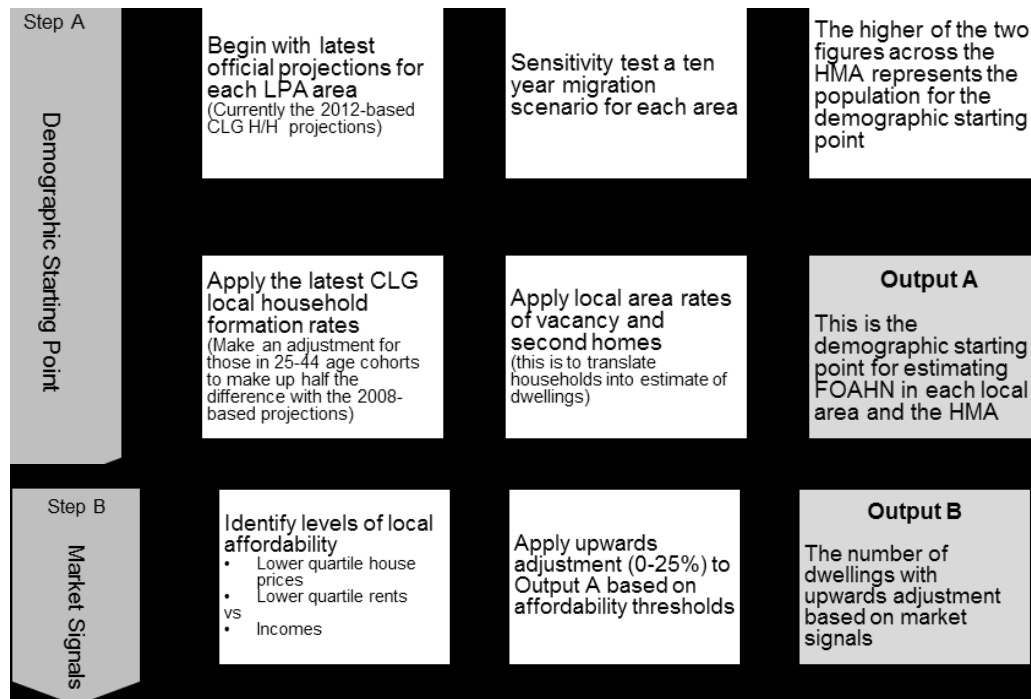 Step A
Demographic Starting Point
Begin with latest
official projections for
each LPA area
(Currently the 2012-based
CLG H/H projections)
Sensitivity test a ten
year migration
scenario for each area
The higher of the two
figures across the
HMA represents the
population for the
demographic starting
point
Apply the latest CLG
local household
formation rates
(Make an adjustment for
those in 25-44 age cohorts
to make up half the
difference with the 2008-
based projections)
Apply local area rates
of vacancy and
second homes
(this is to translate
households into estimate of
dwellings)
Output A
This is the
demographic starting
point for estimating
FOAHN in each local
area and the HMA
Step B
Market Signals
Identify levels of local
affordability
• Lower quartile house
prices
• Lower quartile rents
vs
• Incomes
Apply upwards
adjustment (0-25%) to
Output A based on
affordability thresholds
Output B
The number of
dwellings with
upwards adjustment
based on market
signals